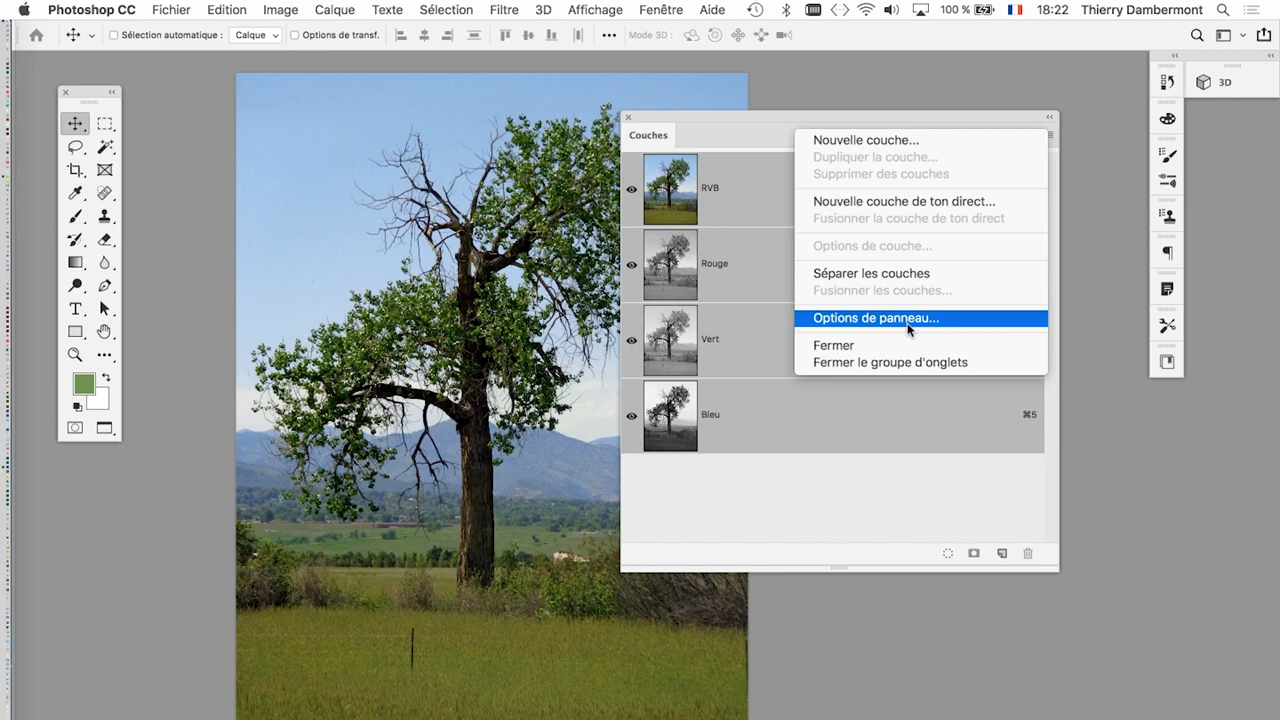 Photoshop CC Fichier Edition Image Calque Texte Sélection Filtre 3D Affichage Fenêtre Aide 100 % 18:22 Thierry Dambermont
Sélection automatique : Calque Options de transf. Mode 3D :
3D
Couches
RVB
Rouge
Vert
Bleu ⌘5
Nouvelle couche...
Dupliquer la couche...
Supprimer des couches
Nouvelle couche de ton direct...
Fusionner la couche de ton direct
Options de couche...
Séparer les couches
Fusionner les couches...
Options de panneau...
Fermer
Fermer le groupe d'onglets